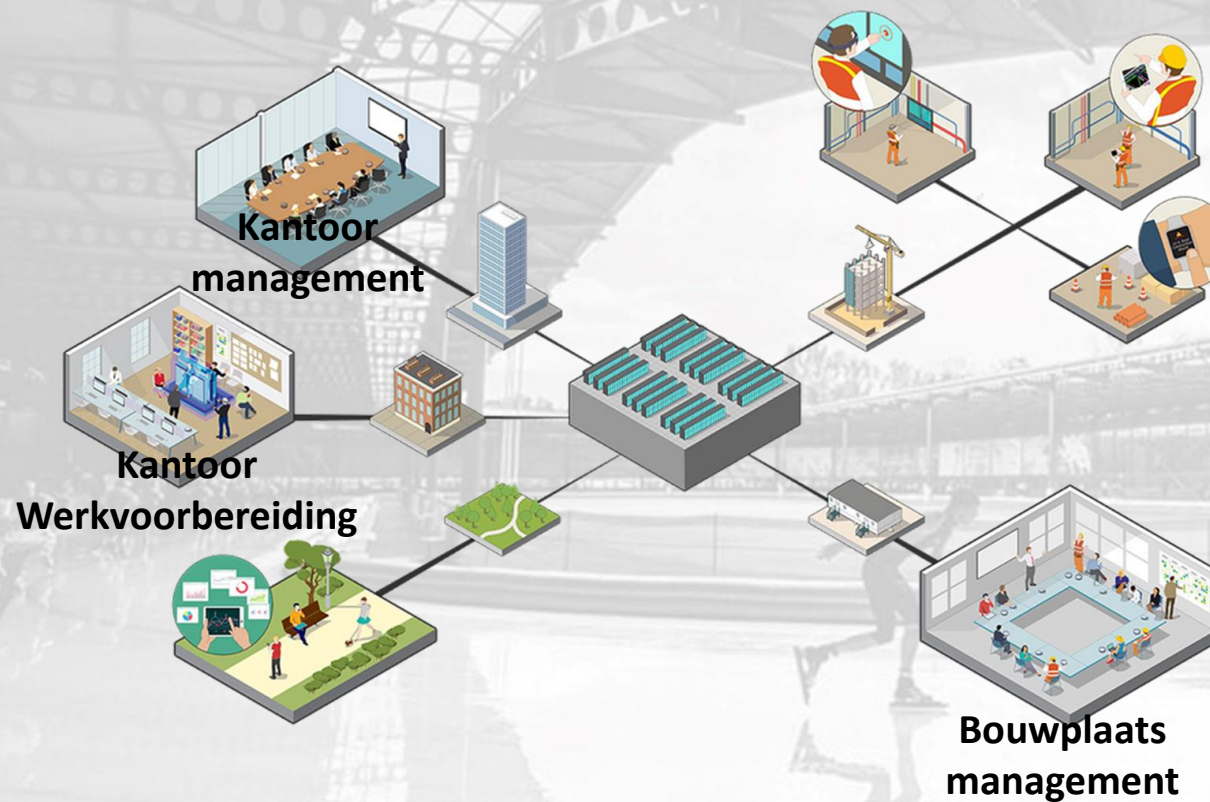 Kantoor
management
Kantoor
Werkvoorbereiding
Bouwplaats
management